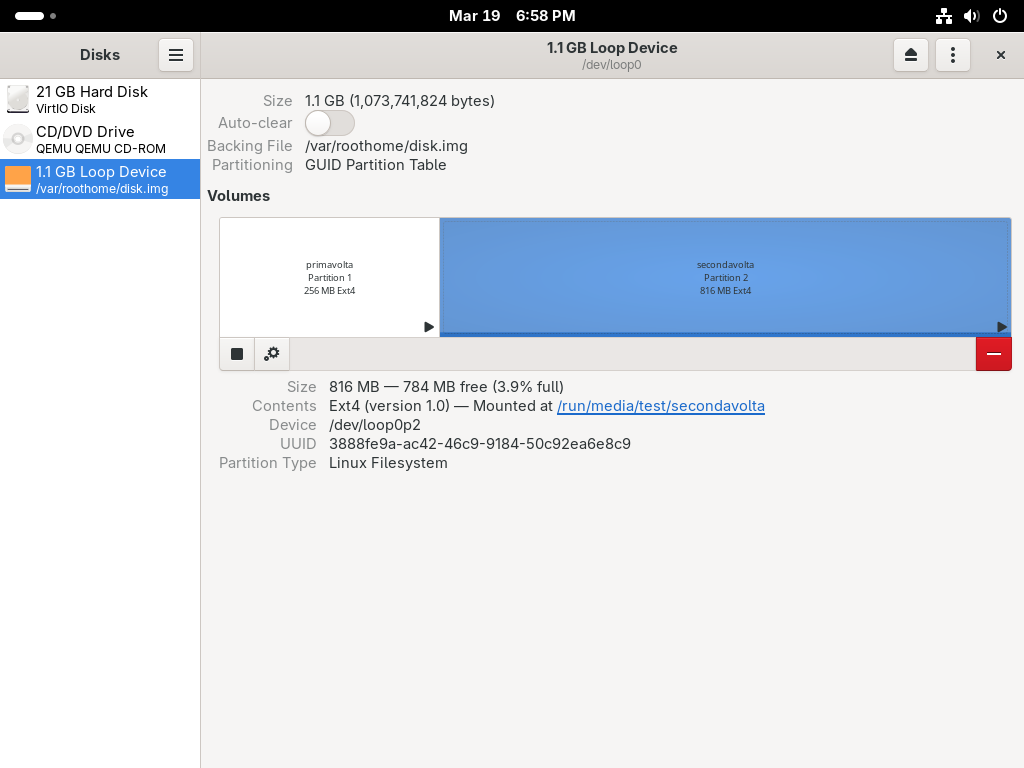 Mar 19 6:58 PM
Disks
1.1 GB Loop Device
/dev/loop0
21 GB Hard Disk
VirtIO Disk
CD/DVD Drive
QEMU QEMU CD-ROM
1.1 GB Loop Device
/var/roothome/disk.img
Size 1.1 GB (1,073,741,824 bytes)
Auto-clear
Backing File /var/roothome/disk.img
Partitioning GUID Partition Table
Volumes
primavolta
Partition 1
256 MB Ext4
secondavolta
Partition 2
816 MB Ext4
Size 816 MB — 784 MB free (3.9% full)
Contents Ext4 (version 1.0) — Mounted at /run/media/test/secondavolta
Device /dev/loop0p2
UUID 3888fe9a-ac42-46c9-9184-50c92ea6e8c9
Partition Type Linux Filesystem